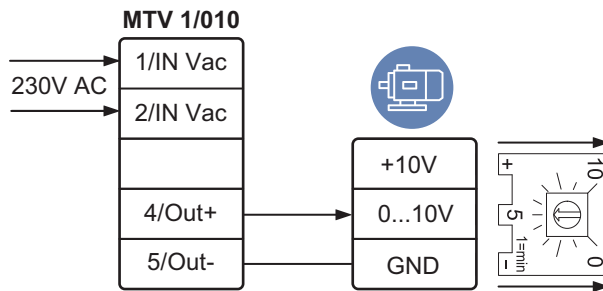 MTV 1/010
1/IN Vac
230V AC
2/IN Vac
4/Out+
5/Out-
+10V
0...10V
GND
+
5
-
1=min
10
0